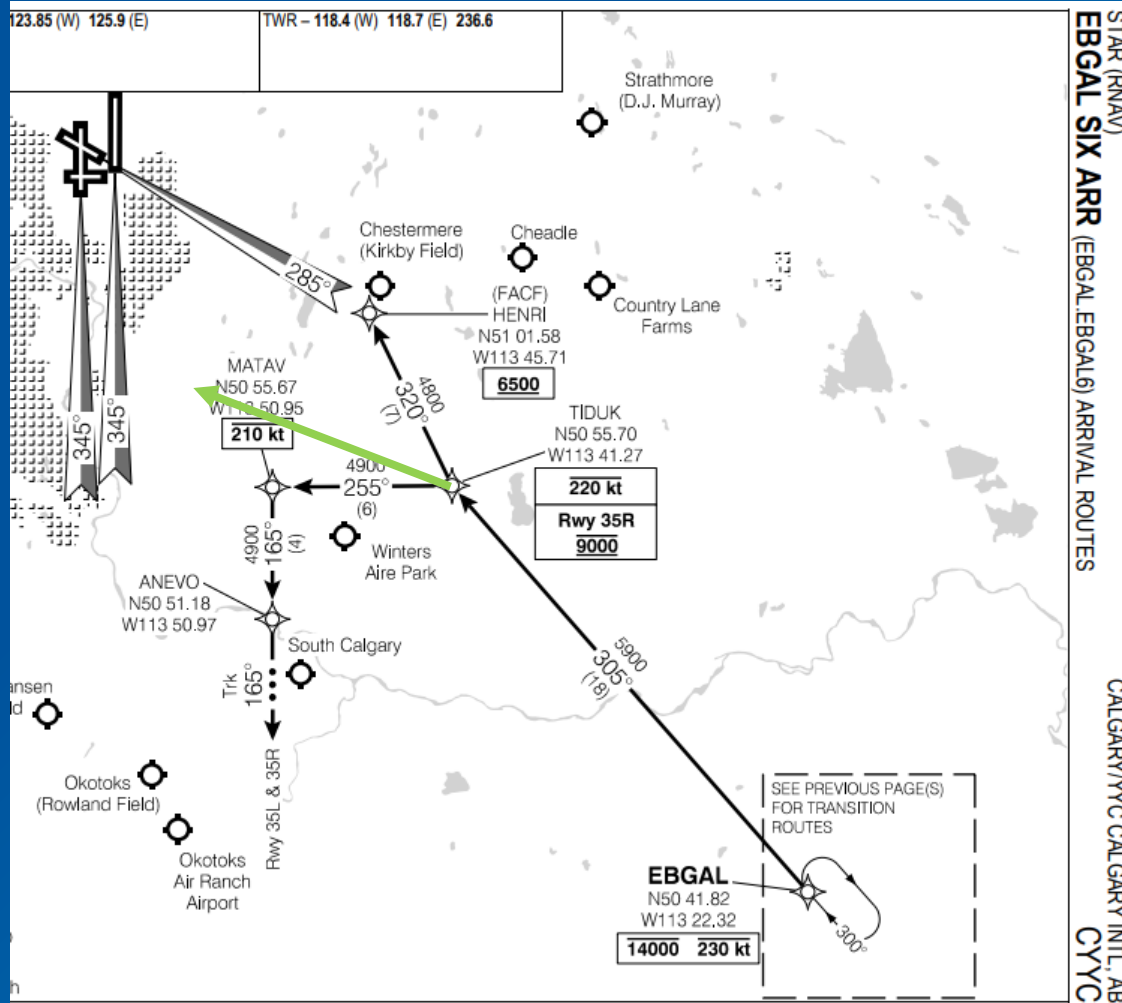 123.85 (W) 125.9 (E)
TWR – 118.4 (W) 118.7 (E) 236.6
STAR (RNAV)
EBGAL SIX ARR (EBGAL.EBGAL6) ARRIVAL ROUTES
CALGARY/YYC CALGARY INTL, AB
CYYC
Strathmore
(D.J. Murray)
Chestermere
(Kirkby Field)
Cheadle
Country Lane
Farms
285°
(FACF)
HENRI
N51 01.58
W113 45.71
6500
MATAV
N50 55.67
W113 50.95
210 kt
4800
320°
(7)
345°
345°
TIDUK
N50 55.70
W113 41.27
220 kt
Rwy 35R
9000
4900
255°
(6)
4900
165°
(4)
Winters
Aire Park
ANEVO
N50 51.18
W113 50.97
South Calgary
Trk
165°
Rwy 35L & 35R
5900
305°
(18)
ansen
ld
Okotoks
(Rowland Field)
Okotoks
Air Ranch
Airport
SEE PREVIOUS PAGE(S)
FOR TRANSITION
ROUTES
EBGAL
N50 41.82
W113 22.32
14000 230 kt
300°
h